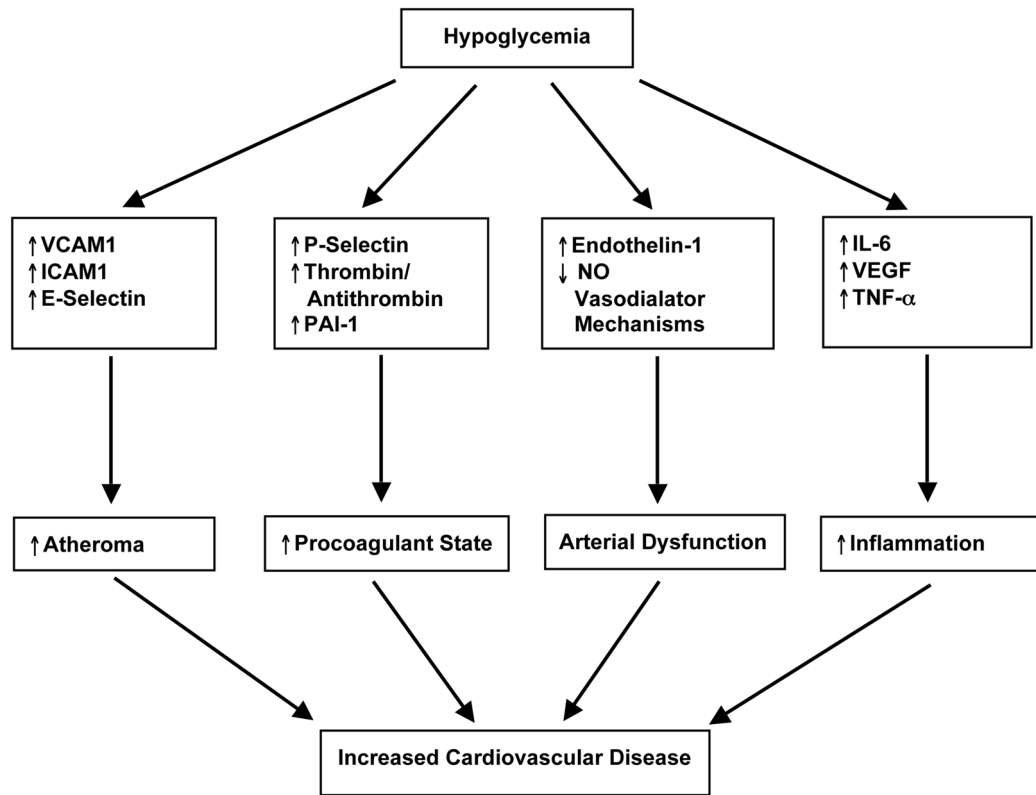 Hypoglycemia
↑VCAM1
↑ICAM1
↑E-Selectin
↑P-Selectin
↑Thrombin/
Antithrombin
↑PAI-1
↑Endothelin-1
↓ NO
Vasodialator
Mechanisms
↑IL-6
↑VEGF
↑TNF-α
↑Atheroma
↑Procoagulant State
Arterial Dysfunction
↑Inflammation
Increased Cardiovascular Disease